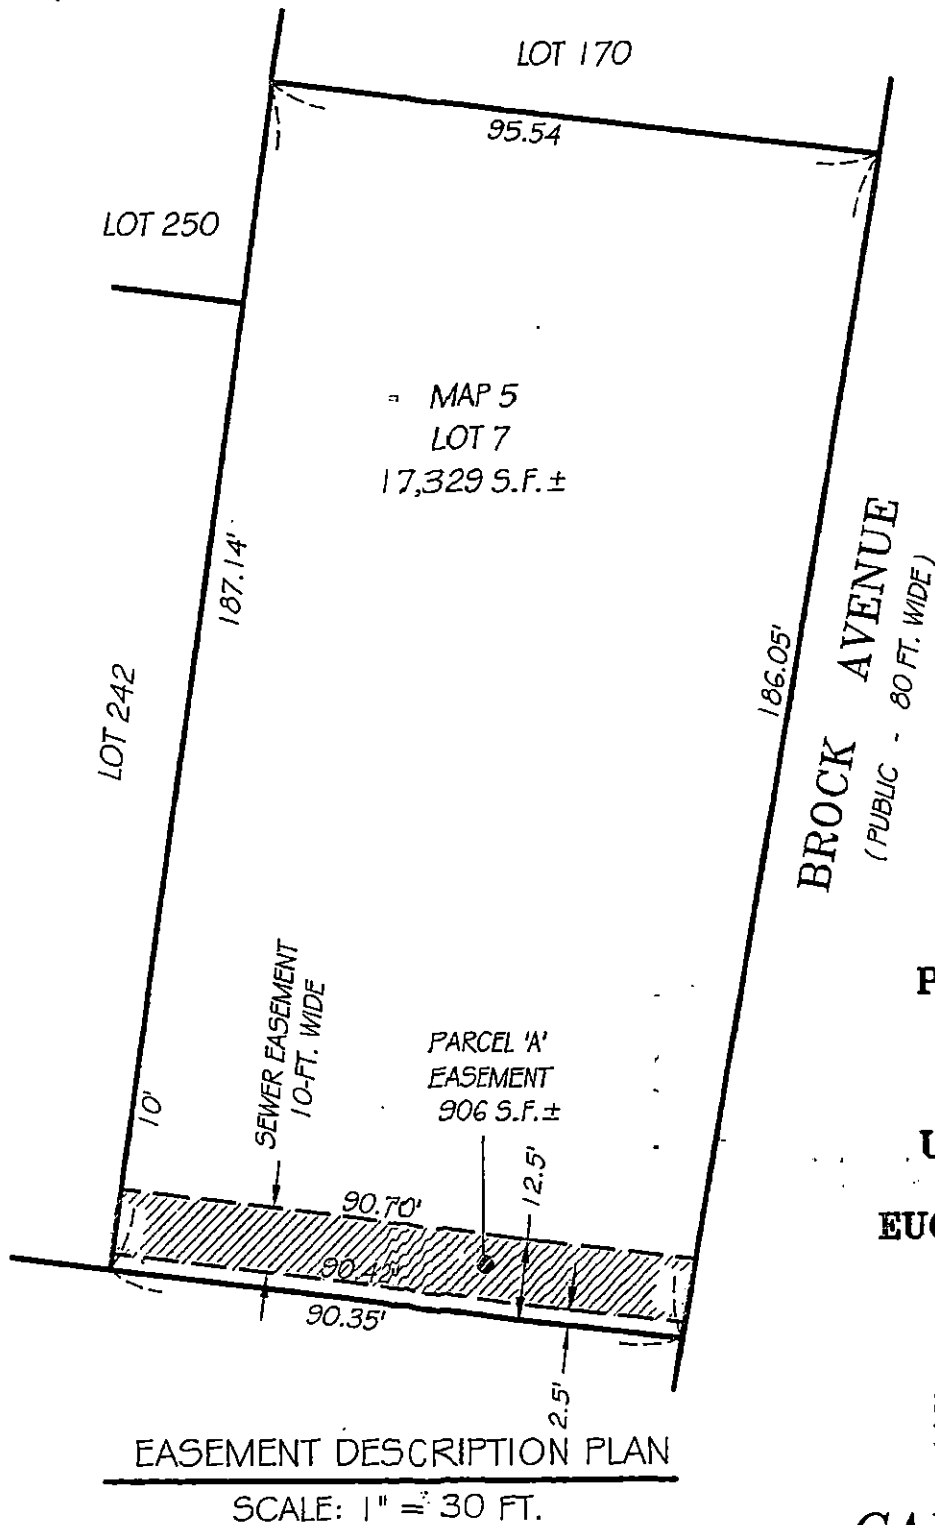 LOT 170
95.54
LOT 250
MAP 5
LOT 7
17,329 S.F.±
187.14'
LOT 242
186.05'
BROCK AVENUE
(PUBLIC - 80 FT. WIDE)
SEWER EASEMENT
10-FT. WIDE
10'
PARCEL 'A'
EASEMENT
906 S.F.±
12.5'
90.70'
90.42'
90.35'
2.5'
P
U
EUG
EASEMENT DESCRIPTION PLAN
SCALE: 1" = 30 FT.